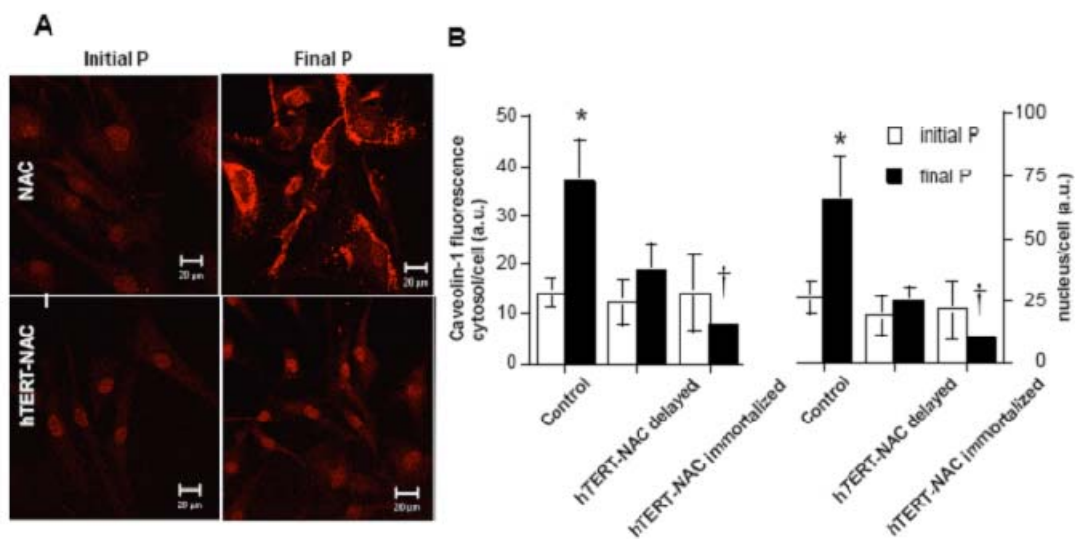 A
Initial P
Final P
NAC
20 µm
20 µm
hTERT-NAC
20 µm
20 µm
B
Caveolin-1 fluorescence
cytosol/cell (a.u.)
50
40
30
20
10
0
*
†
Control
hTERT-NAC delayed
hTERT-NAC immortalized
*
initial P
final P
†
100
75
50
25
0
nucleus/cell (a.u.)
Control
hTERT-NAC delayed
hTERT-NAC immortalized